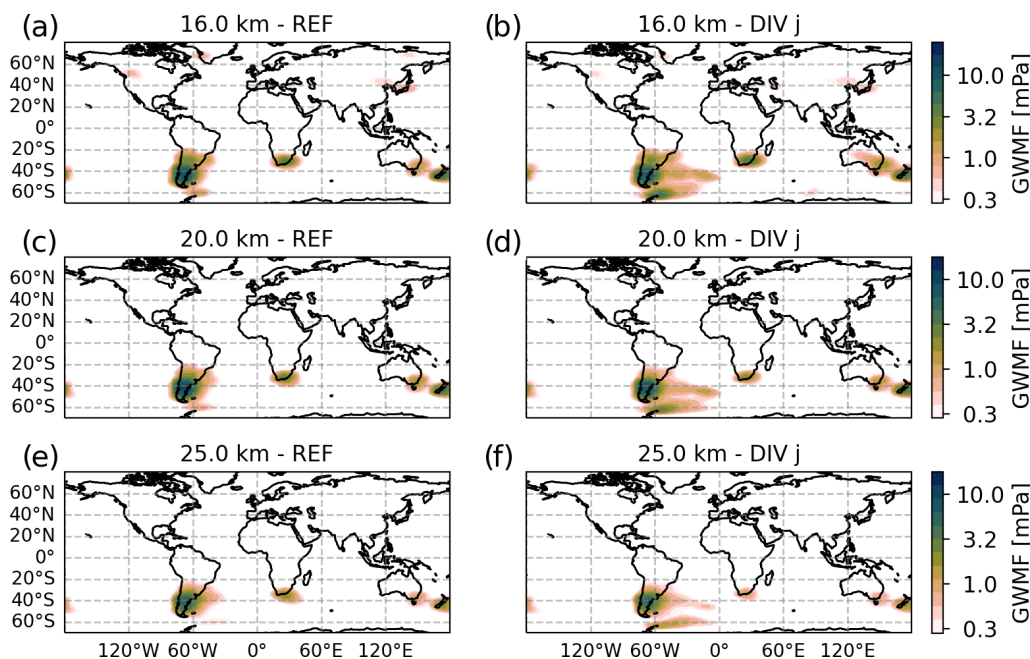 (a) 16.0 km - REF
(b) 16.0 km - DIV j
60°N
40°N
20°N
0°
20°S
40°S
60°S
10.0
3.2
1.0
0.3
GWMF [mPa]
(c) 20.0 km - REF
(d) 20.0 km - DIV j
60°N
40°N
20°N
0°
20°S
40°S
60°S
10.0
3.2
1.0
0.3
GWMF [mPa]
(e) 25.0 km - REF
(f) 25.0 km - DIV j
60°N
40°N
20°N
0°
20°S
40°S
60°S
10.0
3.2
1.0
0.3
GWMF [mPa]
120°W 60°W 0° 60°E 120°E
120°W 60°W 0° 60°E 120°E